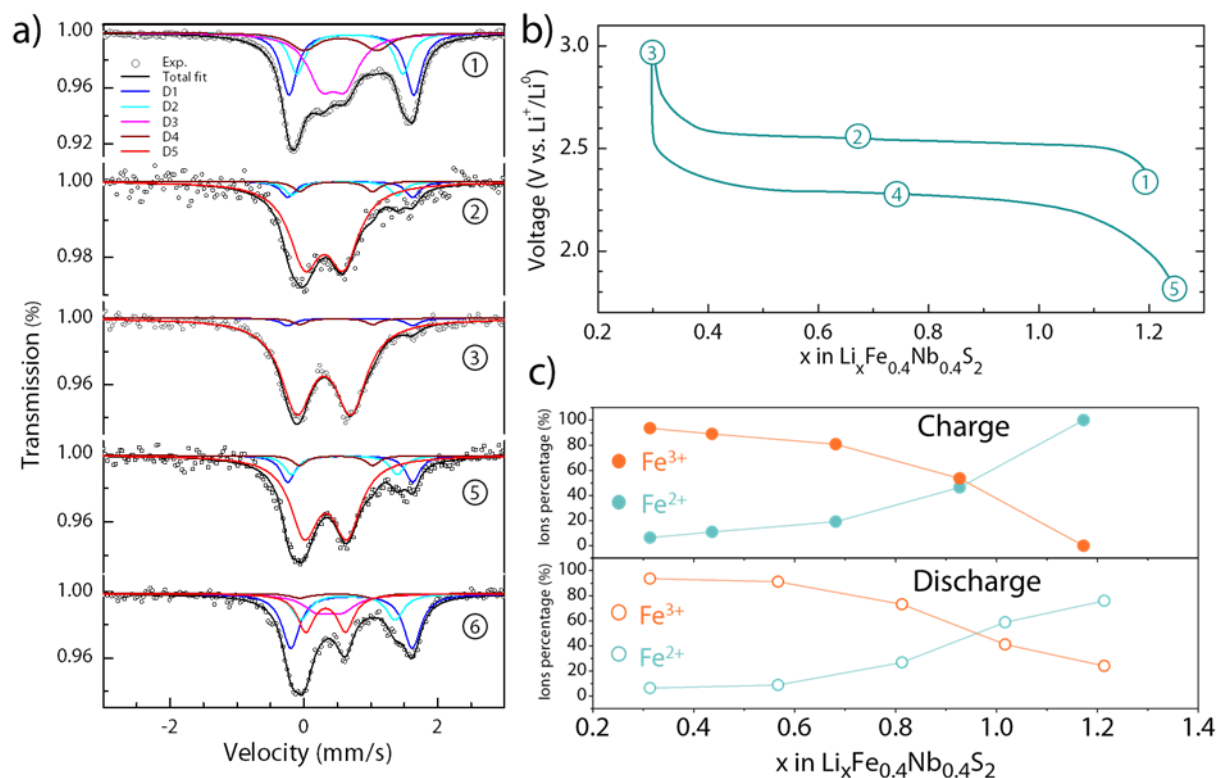 a)
1.00
0.96
0.92
Exp.
Total fit
D1
D2
D3
D4
D5
①
1.00
0.98
②
1.00
0.96
③
1.00
0.96
⑤
1.00
0.96
⑥
-2
0
2
Transmission (%)
Velocity (mm/s)
b)
3.0
2.5
2.0
③
②
①
④
⑤
0.2
0.4
0.6
0.8
1.0
1.2
Voltage (V vs. Li⁺/Li⁰)
x in LiₓFe₀.₄Nb₀.₄S₂
c)
100
80
60
40
20
0
Ions percentage (%)
Charge
Fe³⁺
Fe²⁺
100
80
60
40
20
0
Ions percentage (%)
Discharge
Fe³⁺
Fe²⁺
0.2
0.4
0.6
0.8
1.0
1.2
1.4
x in LiₓFe₀.₄Nb₀.₄S₂